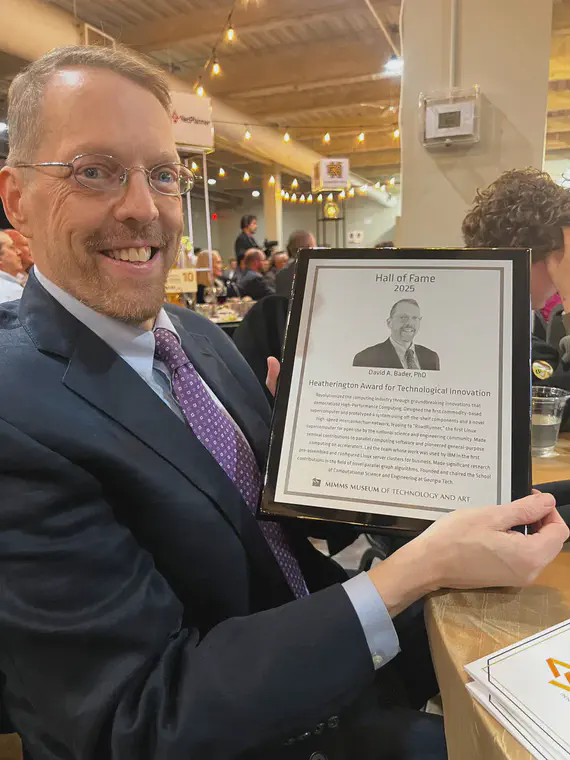 NetPlanner
10
Hall of Fame
2025
David A. Bader, PhD
Heatherington Award for Technological Innovation
"Revolutionized the computing industry through groundbreaking innovations that
democratized High-Performance Computing. Designed the first commodity-based
supercomputer and prototyped a system using off-the-shelf components and a novel
high-speed interconnection network, leading to "RoadRunner," the first Linux
supercomputer for open use by the national science and engineering community. Made
seminal contributions to parallel computing software and pioneered general-purpose
computing on accelerators. Led the team whose work was used by IBM in the first
pre-assembled and configured Linux server clusters for business. Made significant research
contributions in the field of novel parallel graph algorithms. Founded and chaired the School
of Computational Science and Engineering at Georgia Tech.
MIMMS MUSEUM OF TECHNOLOGY AND ART